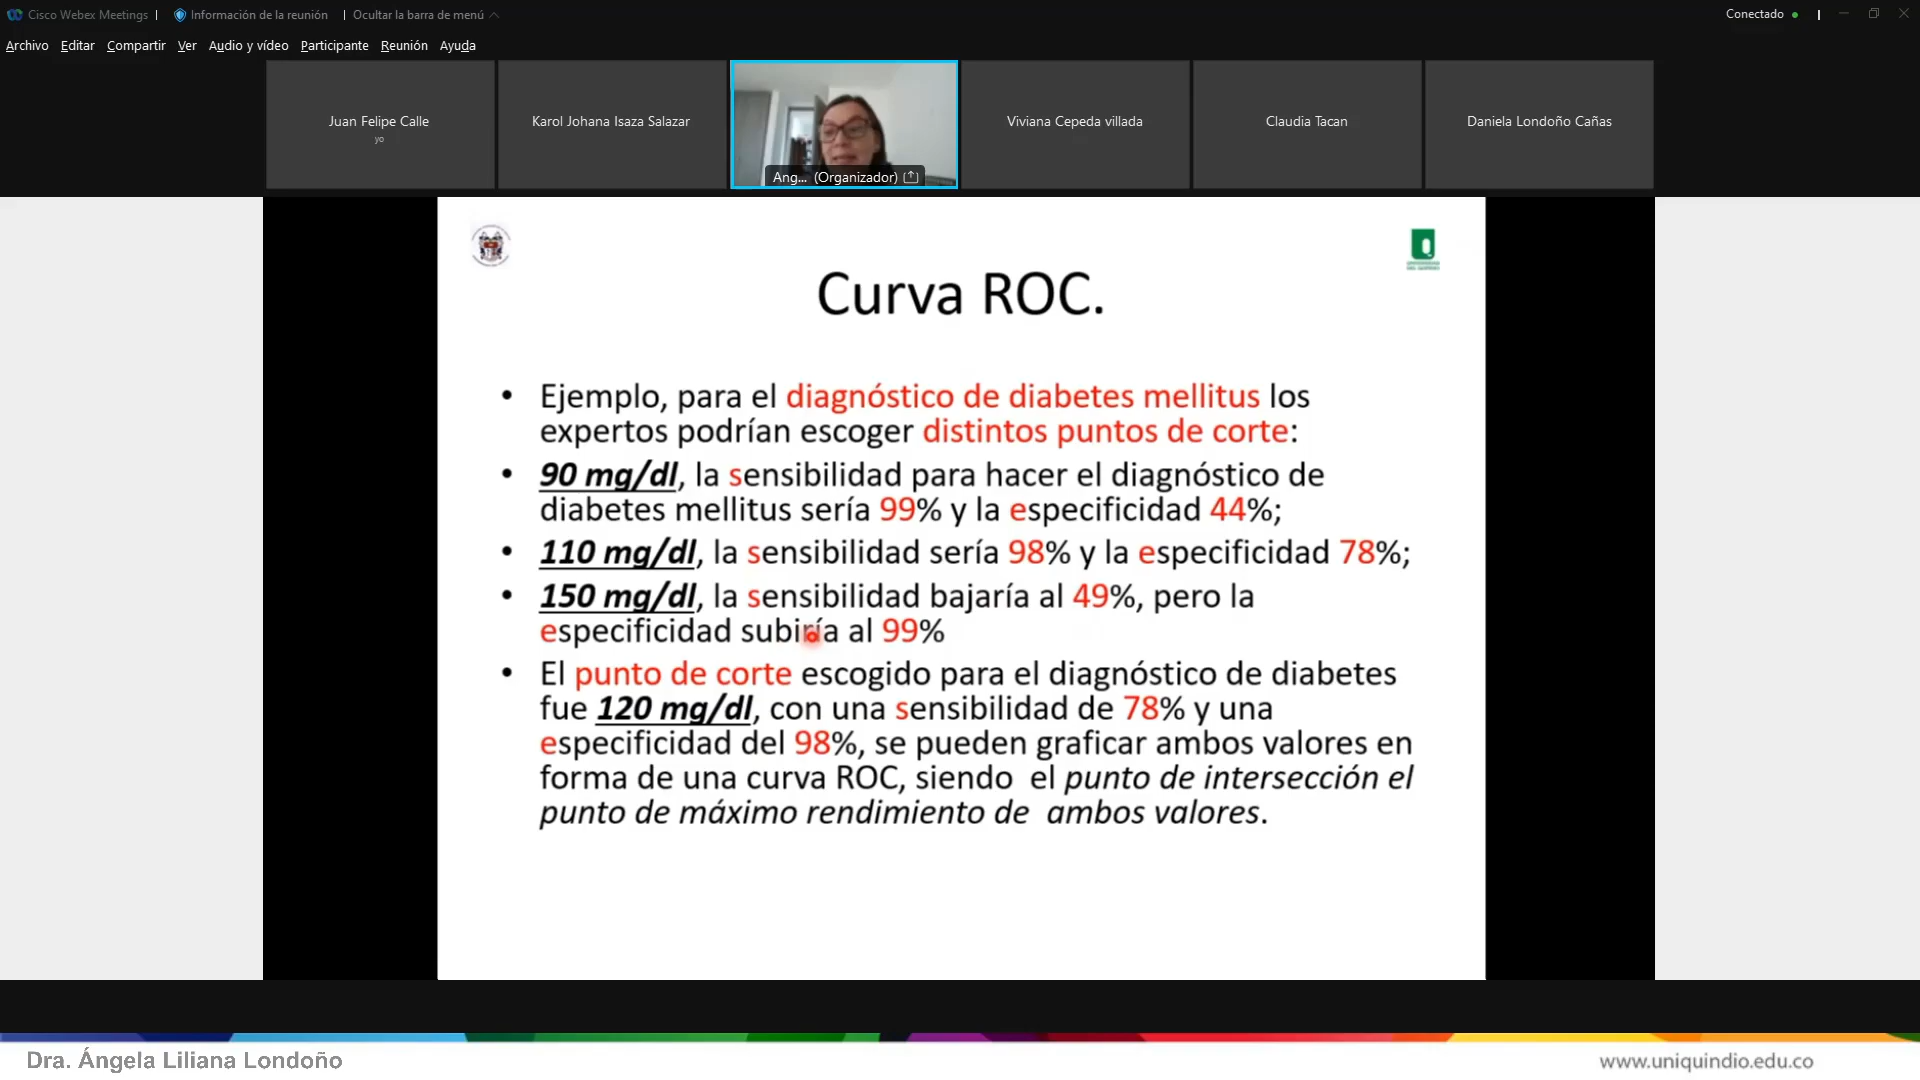 Cisco Webex Meetings | Información de la reunión | Ocultar la barra de menú
Conectado
Archivo Editar Compartir Ver Audio y vídeo Participante Reunión Ayuda
Juan Felipe Calle
yo
Karol Johana Isaza Salazar
Ang... (Organizador)
Viviana Cepeda villada
Claudia Tacan
Daniela Londoño Cañas
Curva ROC.
• Ejemplo, para el diagnóstico de diabetes mellitus los
expertos podrían escoger distintos puntos de corte:
• 90 mg/dl, la sensibilidad para hacer el diagnóstico de
diabetes mellitus sería 99% y la especificidad 44%;
• 110 mg/dl, la sensibilidad sería 98% y la especificidad 78%;
• 150 mg/dl, la sensibilidad bajaría al 49%, pero la
especificidad subiría al 99%
• El punto de corte escogido para el diagnóstico de diabetes
fue 120 mg/dl, con una sensibilidad de 78% y una
especificidad del 98%, se pueden graficar ambos valores en
forma de una curva ROC, siendo el punto de intersección el
punto de máximo rendimiento de ambos valores.
Dra. Ángela Liliana Londoño
www.uniquindio.edu.co